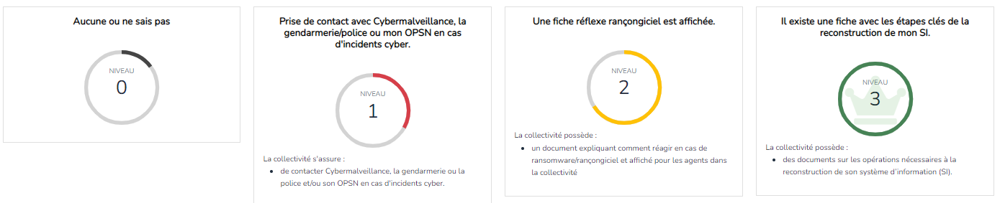 Aucune ou ne sais pas
NIVEAU
0
Prise de contact avec Cybermalveillance, la
gendarmerie/police ou mon OPSN en cas
d'incidents cyber.
NIVEAU
1
La collectivité s'assure :
de contacter Cybermalveillance, la gendarmerie ou la
police et/ou son OPSN en cas d'incidents cyber.
Une fiche réflexe rançongiciel est affichée.
NIVEAU
2
La collectivité possède :
un document expliquant comment réagir en cas de
ransomware/rançongiciel et affiché pour les agents dans
la collectivité
Il existe une fiche avec les étapes clés de la
reconstruction de mon SI.
NIVEAU
3
La collectivité possède :
des documents sur les opérations nécessaires à la
reconstruction de son système d'information (SI).